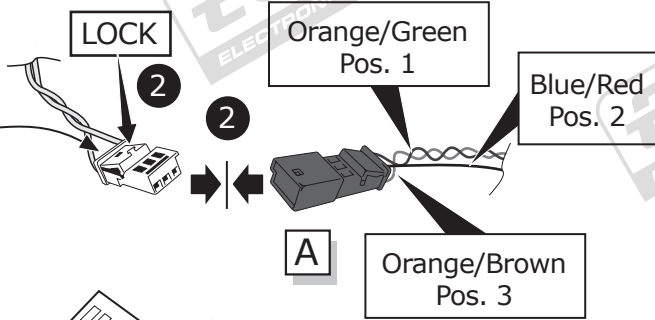 LOCK
2
2
Orange/Green
Pos. 1
Blue/Red
Pos. 2
A
Orange/Brown
Pos. 3